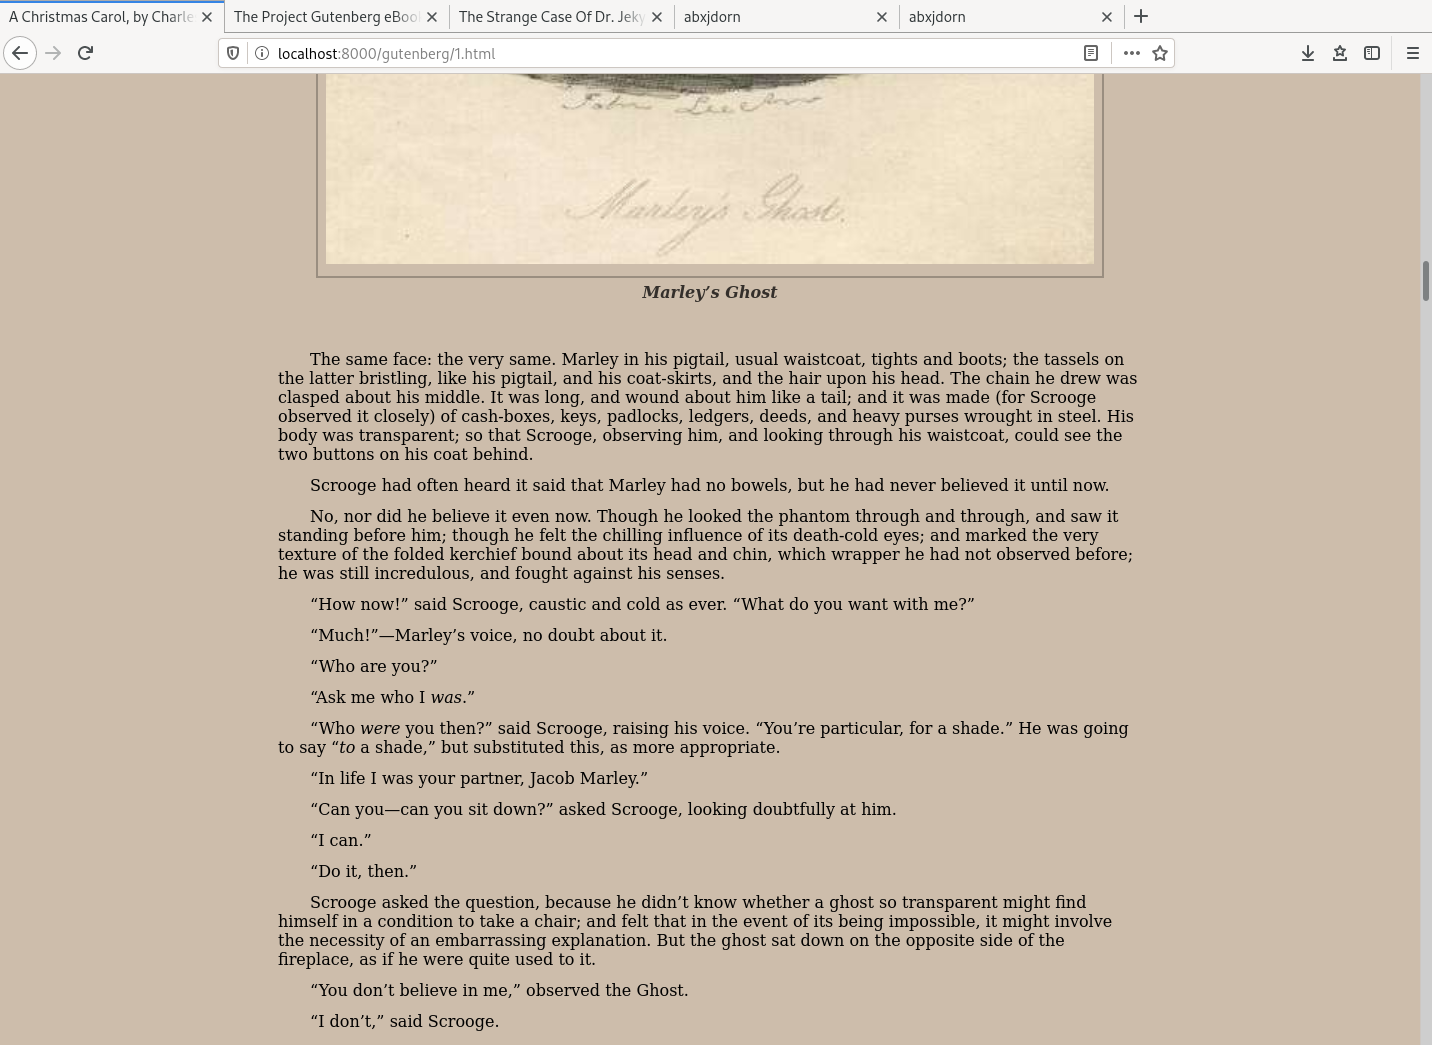 A Christmas Carol, by Charle
The Project Gutenberg eBoo
The Strange Case Of Dr. Jeky
abxjdorn
abxjdorn
localhost:8000/gutenberg/1.html
John Leech
Marley's Ghost.
Marley’s Ghost
The same face: the very same. Marley in his pigtail, usual waistcoat, tights and boots; the tassels on
the latter bristling, like his pigtail, and his coat-skirts, and the hair upon his head. The chain he drew was
clasped about his middle. It was long, and wound about him like a tail; and it was made (for Scrooge
observed it closely) of cash-boxes, keys, padlocks, ledgers, deeds, and heavy purses wrought in steel. His
body was transparent; so that Scrooge, observing him, and looking through his waistcoat, could see the
two buttons on his coat behind.
Scrooge had often heard it said that Marley had no bowels, but he had never believed it until now.
No, nor did he believe it even now. Though he looked the phantom through and through, and saw it
standing before him; though he felt the chilling influence of its death-cold eyes; and marked the very
texture of the folded kerchief bound about its head and chin, which wrapper he had not observed before;
he was still incredulous, and fought against his senses.
“How now!” said Scrooge, caustic and cold as ever. “What do you want with me?”
“Much!”—Marley’s voice, no doubt about it.
“Who are you?”
“Ask me who I was.”
“Who were you then?” said Scrooge, raising his voice. “You’re particular, for a shade.” He was going
to say “to a shade,” but substituted this, as more appropriate.
“In life I was your partner, Jacob Marley.”
“Can you—can you sit down?” asked Scrooge, looking doubtfully at him.
“I can.”
“Do it, then.”
Scrooge asked the question, because he didn’t know whether a ghost so transparent might find
himself in a condition to take a chair; and felt that in the event of its being impossible, it might involve
the necessity of an embarrassing explanation. But the ghost sat down on the opposite side of the
fireplace, as if he were quite used to it.
“You don’t believe in me,” observed the Ghost.
“I don’t,” said Scrooge.